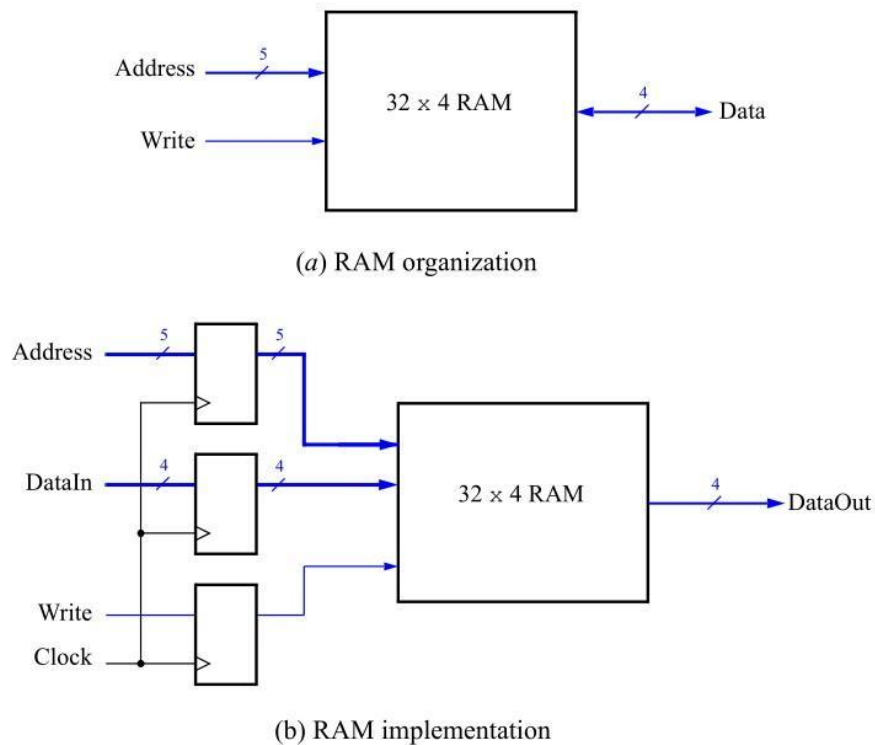 5
Address
32 x 4 RAM
4
Data
Write
(a) RAM organization
Address
5
5
DataIn
4
4
32 x 4 RAM
4
DataOut
Write
Clock
(b) RAM implementation